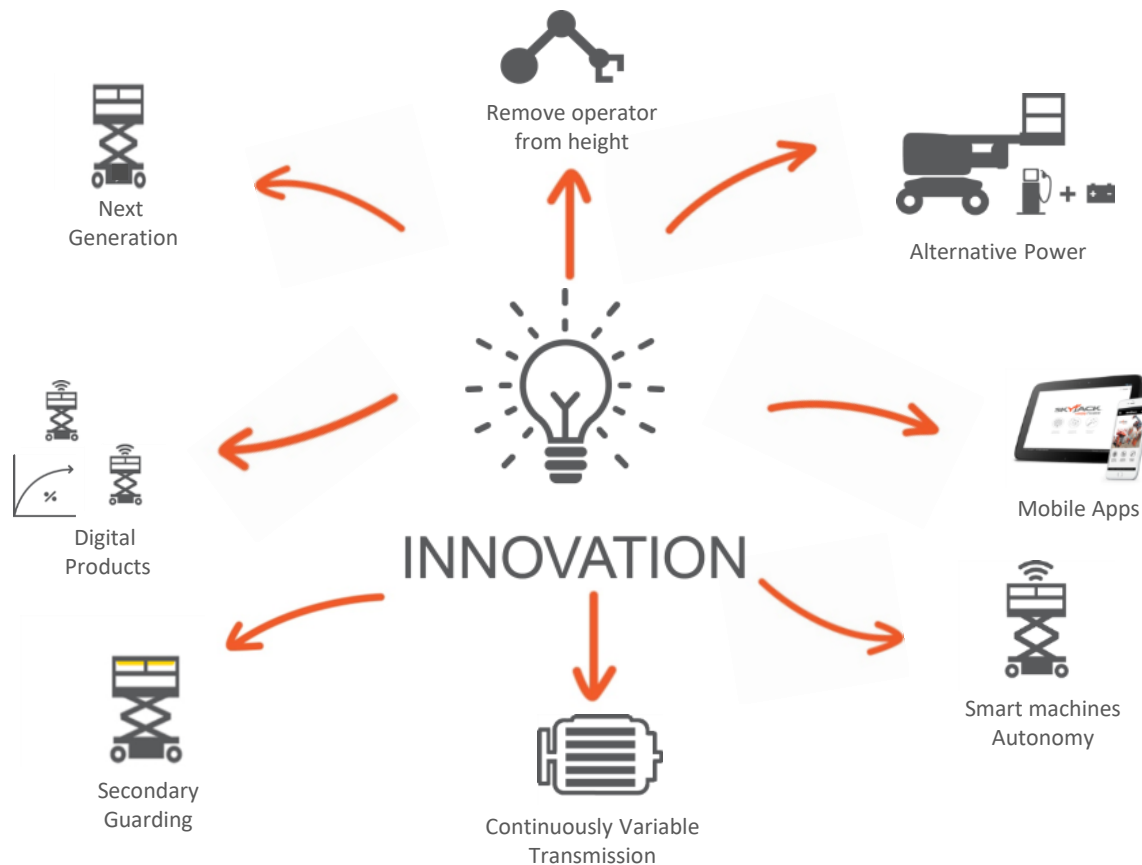 Remove operator
from height
Next
Generation
Alternative Power
SKYJACK
Mobile Apps
%
Digital
Products
INNOVATION
Smart machines
Autonomy
Secondary
Guarding
Continuously Variable
Transmission